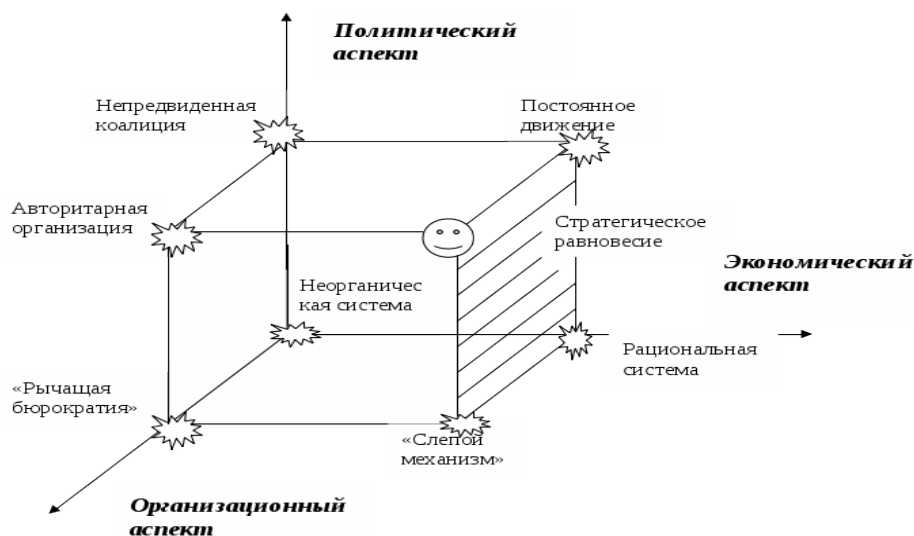 Политический
аспект
Непредвиденная
коалиция
Постоянное
движение
Авторитарная
организация
Стратегическое
равновесие
Экономический
аспект
Неорганичес
кая система
Рациональная
система
«Рычащая
бюрократия»
«Слепой
механизм»
Организационный
аспект